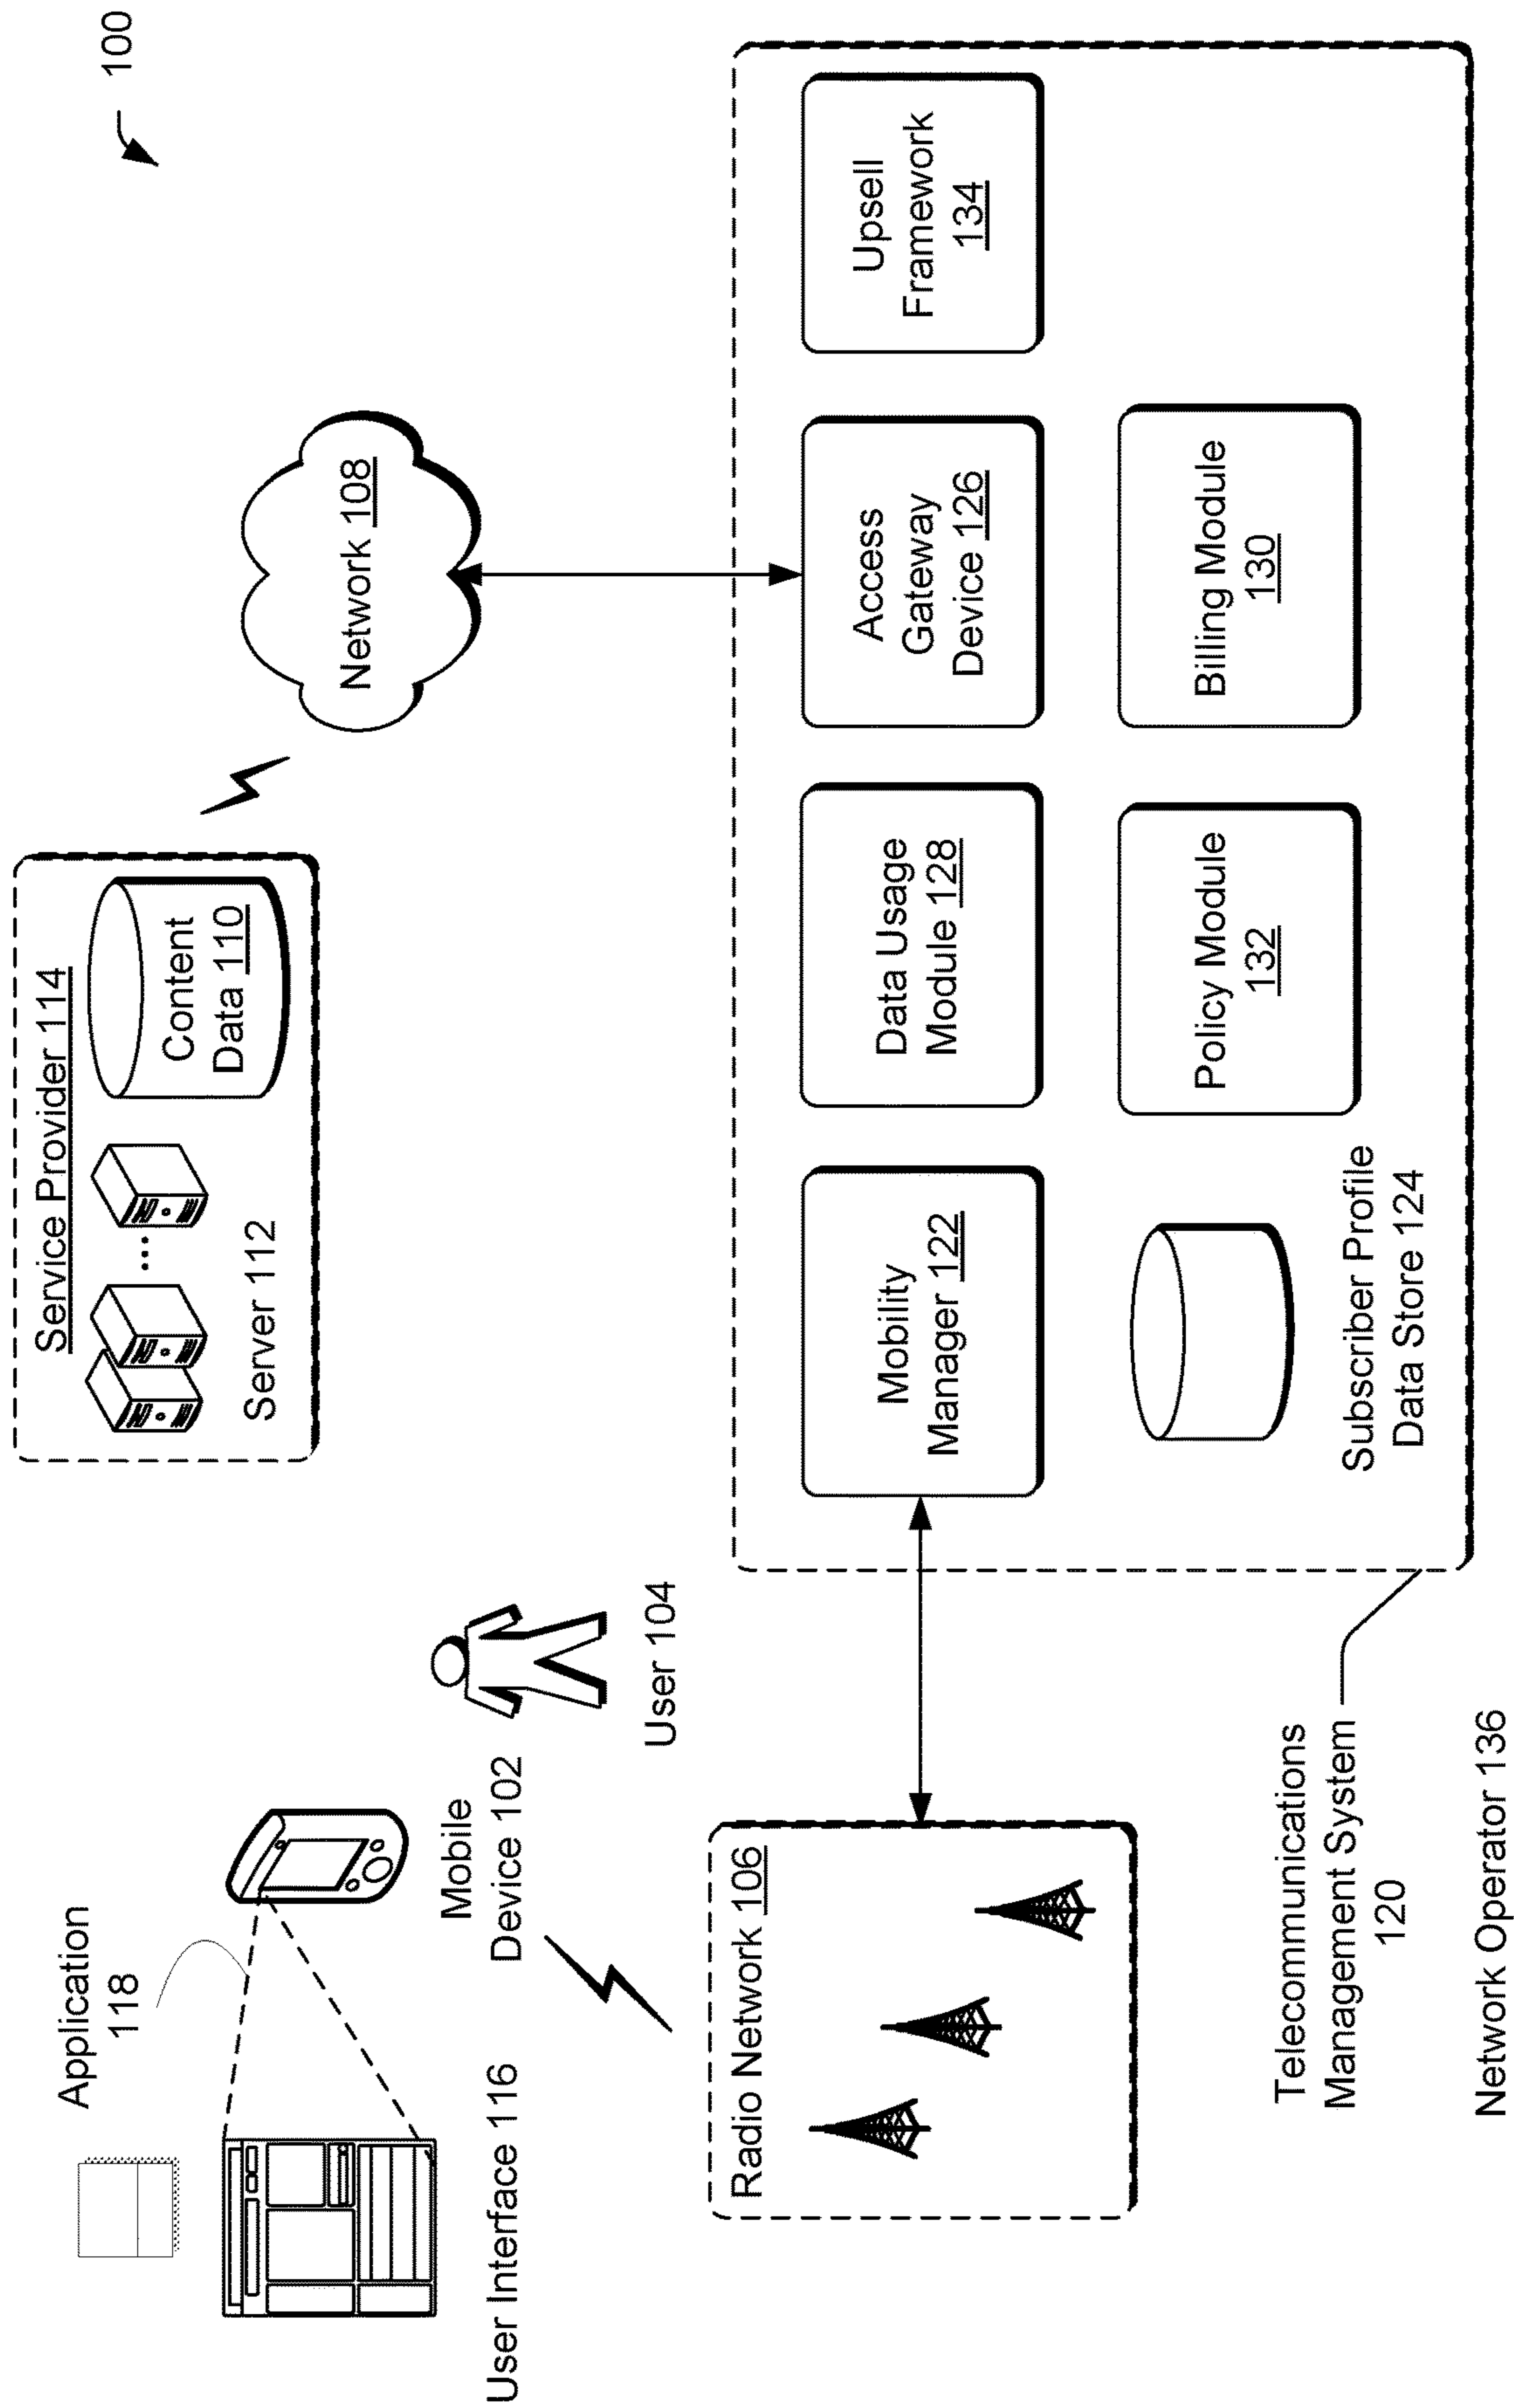 100
Application
118
User Interface 116
Mobile
Device 102
User 104
Service Provider 114
Server 112
Content
Data 110
Network 108
Radio Network 106
Telecommunications
Management System
120
Network Operator 136
Mobility
Manager 122
Data Usage
Module 128
Access
Gateway
Device 126
Upsell
Framework
134
Subscriber Profile
Data Store 124
Policy Module
132
Billing Module
130